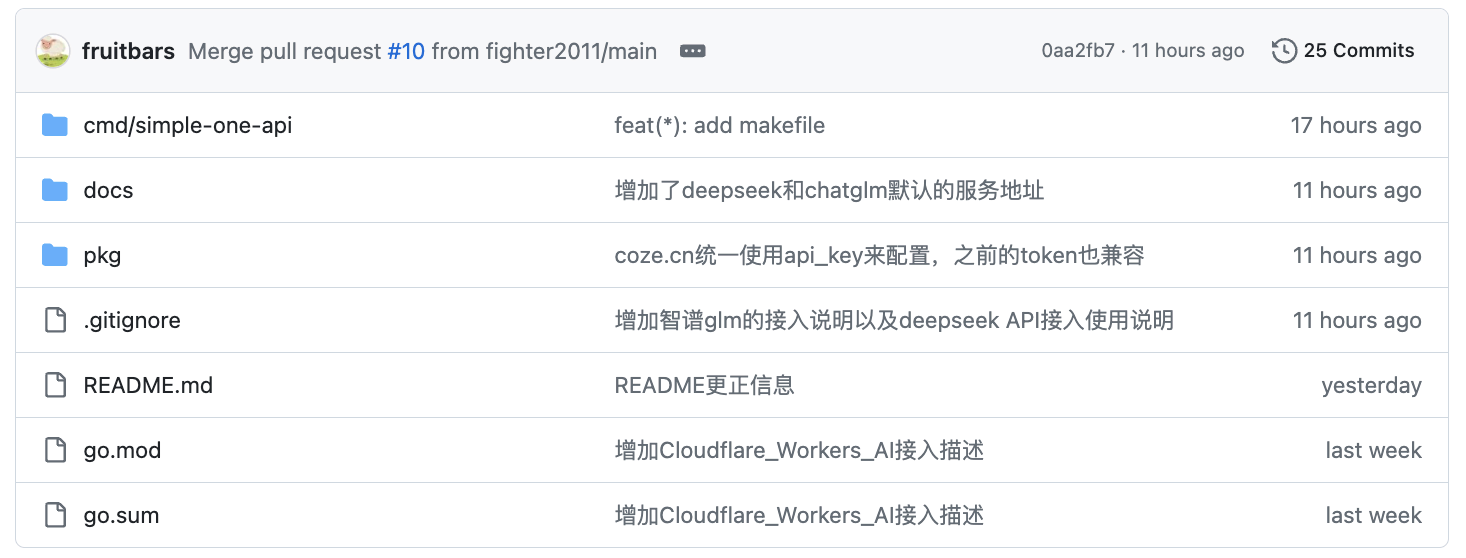 fruitbars Merge pull request #10 from fighter2011/main 0aa2fb7 · 11 hours ago 25 Commits
cmd/simple-one-api feat(*): add makefile 17 hours ago
docs 增加了deepseek和chatglm默认的服务地址 11 hours ago
pkg coze.cn统一使用api_key来配置，之前的token也兼容 11 hours ago
.gitignore 增加智谱glm的接入说明以及deepseek API接入使用说明 11 hours ago
README.md README更正信息 yesterday
go.mod 增加Cloudflare_Workers_AI接入描述 last week
go.sum 增加Cloudflare_Workers_AI接入描述 last week